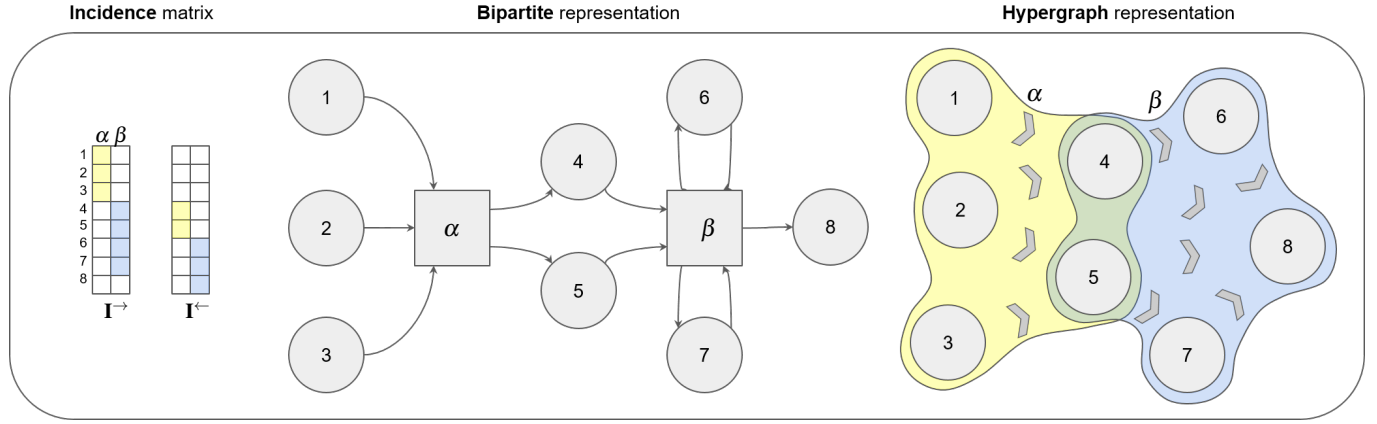 Incidence matrix
Bipartite representation
Hypergraph representation
α β
1
2
3
4
5
6
7
8
I→
I←
1
2
3
α
4
5
6
β
7
8
1
2
3
α
4
5
β
6
8
7